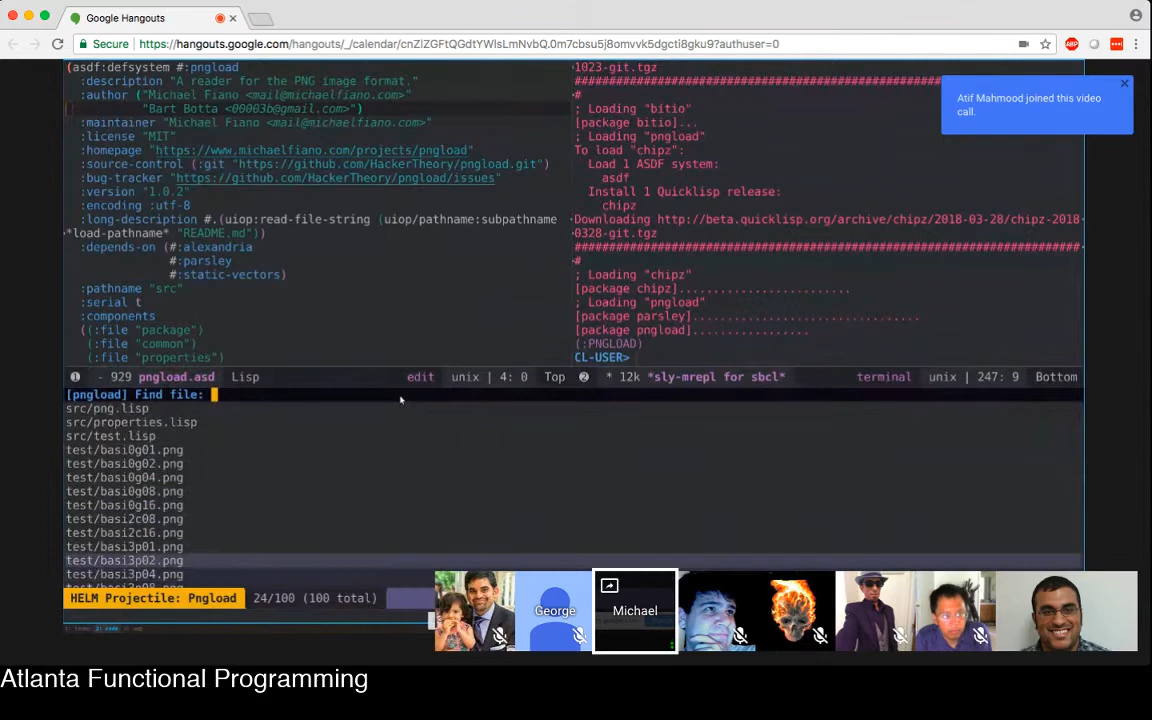 Google Hangouts
Secure https://hangouts.google.com/hangouts/_/calendar/cnZiZGFtQGdtYWlsLmNvbQ.0m7cbsu5j8omvvk5dgcti8gku9?authuser=0
ABP
(asdf:defsystem #:pngload
:description "A reader for the PNG image format."
:author ("Michael Fiano <mail@michaelfiano.com>"
"Bart Botta <00003b@gmail.com>")
:maintainer "Michael Fiano <mail@michaelfiano.com>"
:license "MIT"
:homepage "https://www.michaelfiano.com/projects/pngload"
:source-control (:git "https://github.com/HackerTheory/pngload.git")
:bug-tracker "https://github.com/HackerTheory/pngload/issues"
:version "1.0.2"
:encoding :utf-8
:long-description #.(uiop:read-file-string (uiop/pathname:subpathname
*load-pathname* "README.md"))
:depends-on (#:alexandria
#:parsley
#:static-vectors)
:pathname "src"
:serial t
:components
((:file "package")
(:file "common")
(:file "properties")
1 - 929 pngload.asd Lisp edit unix | 4: 0 Top
1023-git.tgz
################################################################################
#
; Loading "bitio"
[package bitio]...
; Loading "pngload"
To load "chipz":
Load 1 ASDF system:
asdf
Install 1 Quicklisp release:
chipz
Downloading http://beta.quicklisp.org/archive/chipz/2018-03-28/chipz-2018
0328-git.tgz
################################################################################
#
; Loading "chipz"
[package chipz].........................
; Loading "pngload"
[package parsley]..................................
[package pngload]................
(:PNGLOAD)
CL-USER>
2 * 12k *sly-mrepl for sbcl* terminal unix | 247: 9 Bottom
Atif Mahmood joined this video
call.
[pngload] Find file:
src/png.lisp
src/properties.lisp
src/test.lisp
test/basi0g01.png
test/basi0g02.png
test/basi0g04.png
test/basi0g08.png
test/basi0g16.png
test/basi2c08.png
test/basi2c16.png
test/basi3p01.png
test/basi3p02.png
test/basi3p04.png
HELM Projectile: Pngload 24/100 (100 total)
George
Michael
Atlanta Functional Programming